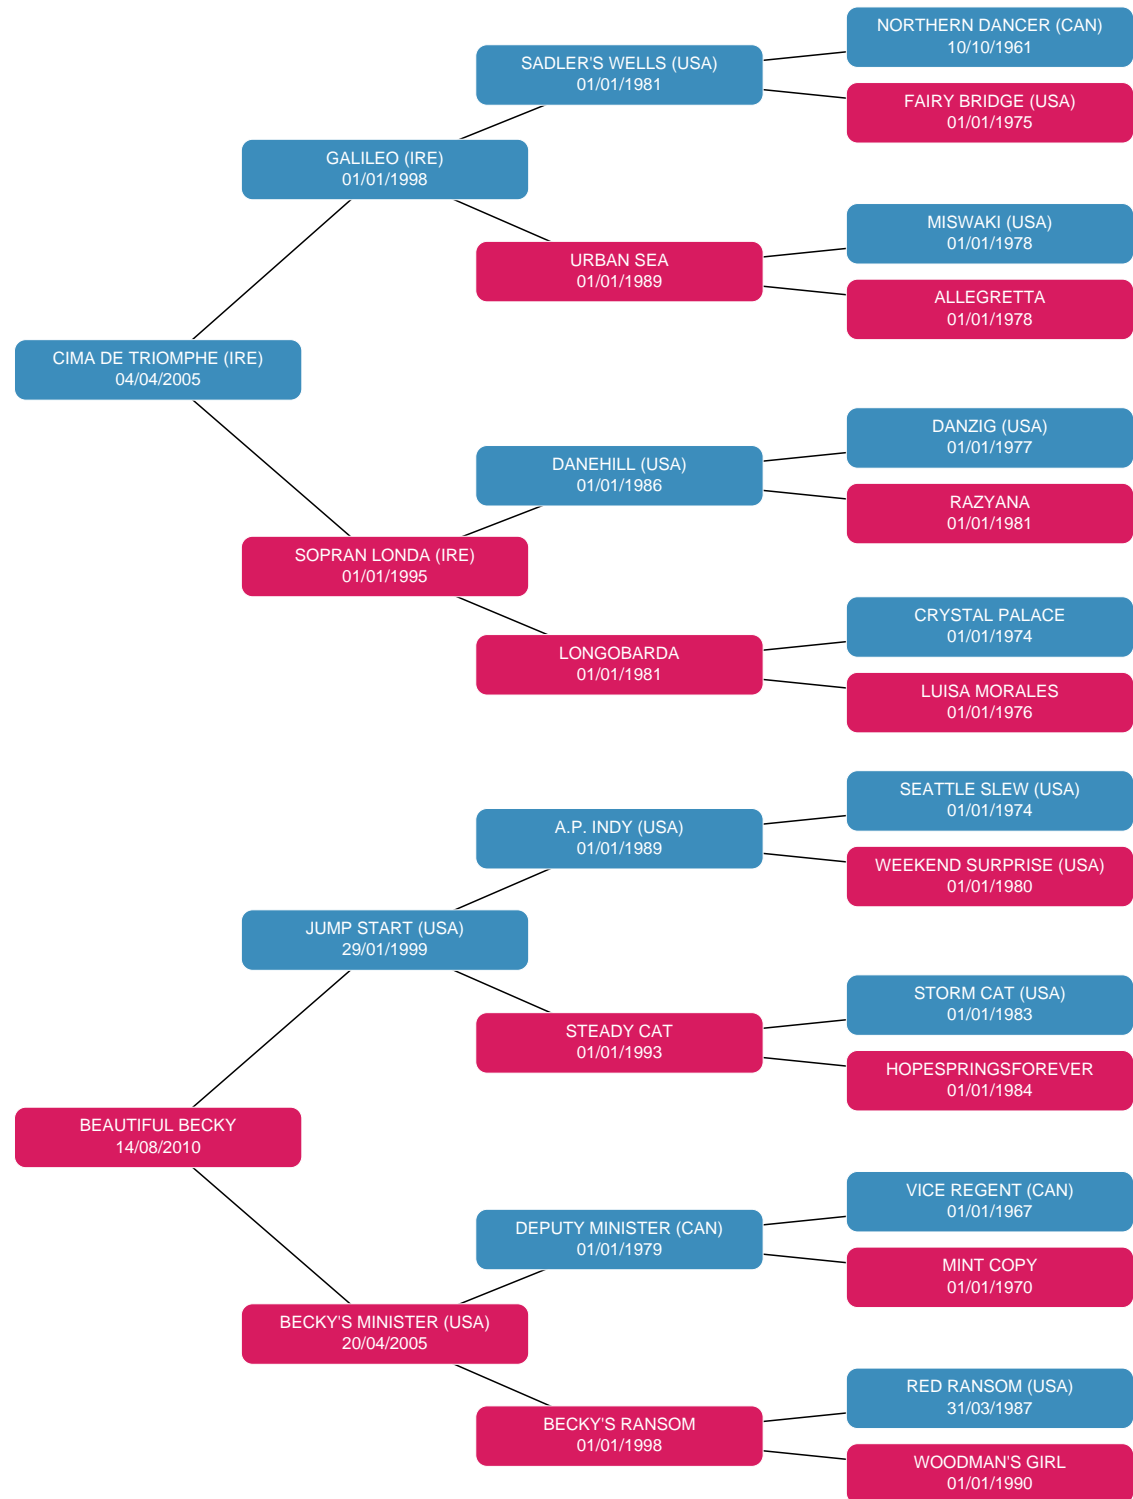 NORTHERN DANCER (CAN)
10/10/1961
SADLER'S WELLS (USA)
01/01/1981
FAIRY BRIDGE (USA)
01/01/1975
GALILEO (IRE)
01/01/1998
MISWAKI (USA)
01/01/1978
URBAN SEA
01/01/1989
ALLEGRETTA
01/01/1978
CIMA DE TRIOMPHE (IRE)
04/04/2005
DANZIG (USA)
01/01/1977
DANEHILL (USA)
01/01/1986
RAZYANA
01/01/1981
SOPRAN LONDA (IRE)
01/01/1995
CRYSTAL PALACE
01/01/1974
LONGOBARDA
01/01/1981
LUISA MORALES
01/01/1976
SEATTLE SLEW (USA)
01/01/1974
A.P. INDY (USA)
01/01/1989
WEEKEND SURPRISE (USA)
01/01/1980
JUMP START (USA)
29/01/1999
STORM CAT (USA)
01/01/1983
STEADY CAT
01/01/1993
HOPESPRINGSFOREVER
01/01/1984
BEAUTIFUL BECKY
14/08/2010
VICE REGENT (CAN)
01/01/1967
DEPUTY MINISTER (CAN)
01/01/1979
MINT COPY
01/01/1970
BECKY'S MINISTER (USA)
20/04/2005
RED RANSOM (USA)
31/03/1987
BECKY'S RANSOM
01/01/1998
WOODMAN'S GIRL
01/01/1990